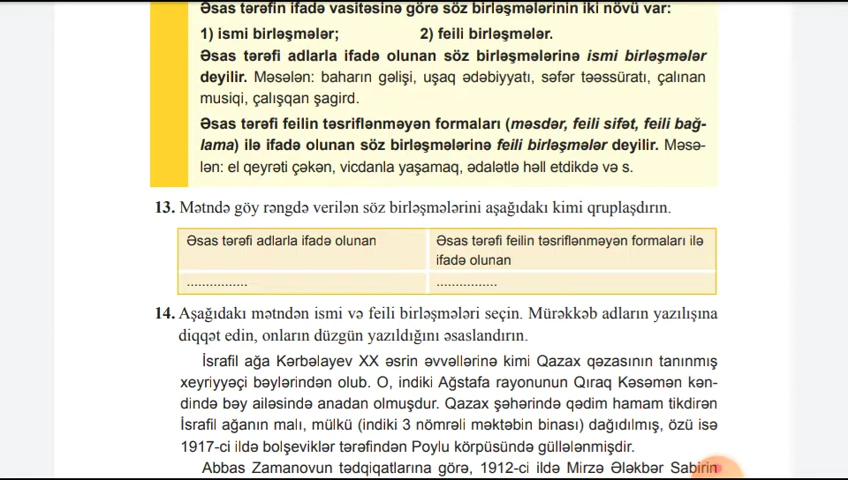 Əsas tərəfin ifadə vasitəsinə görə söz birləşmələrinin iki növü var:
1) ismi birləşmələr; 2) feili birləşmələr.
Əsas tərəfi adlarla ifadə olunan söz birləşmələrinə ismi birləşmələr
deyilir. Məsələn: baharın gəlişi, uşaq ədəbiyyatı, səfər təəssüratı, çalınan
musiqi, çalışqan şagird.
Əsas tərəfi feilin təsriflənməyən formaları (məsdər, feili sifət, feili bağ-
lama) ilə ifadə olunan söz birləşmələrinə feili birləşmələr deyilir. Məsə-
lən: el qeyrəti çəkən, vicdanla yaşamaq, ədalətlə həll etdikdə və s.
13. Mətndə göy rəngdə verilən söz birləşmələrini aşağıdakı kimi qruplaşdırın.
Əsas tərəfi adlarla ifadə olunan
Əsas tərəfi feilin təsriflənməyən formaları ilə
ifadə olunan
............... ...............
14. Aşağıdakı mətndən ismi və feili birləşmələri seçin. Mürəkkəb adların yazılışına
diqqət edin, onların düzgün yazıldığını əsaslandırın.
İsrafil ağa Kərbəlayev XX əsrin əvvəllərinə kimi Qazax qəzasının tanınmış
xeyriyyəçi bəylərindən olub. O, indiki Ağstafa rayonunun Qıraq Kəsəmən kən-
dində bəy ailəsində anadan olmuşdur. Qazax şəhərində qədim hamam tikdirən
İsrafil ağanın malı, mülkü (indiki 3 nömrəli məktəbin binası) dağıdılmış, özü isə
1917-ci ildə bolşeviklər tərəfindən Poylu körpüsündə güllələnmişdir.
Abbas Zamanovun tədqiqatlarına görə, 1912-ci ildə Mirzə Ələkbər Sabirin